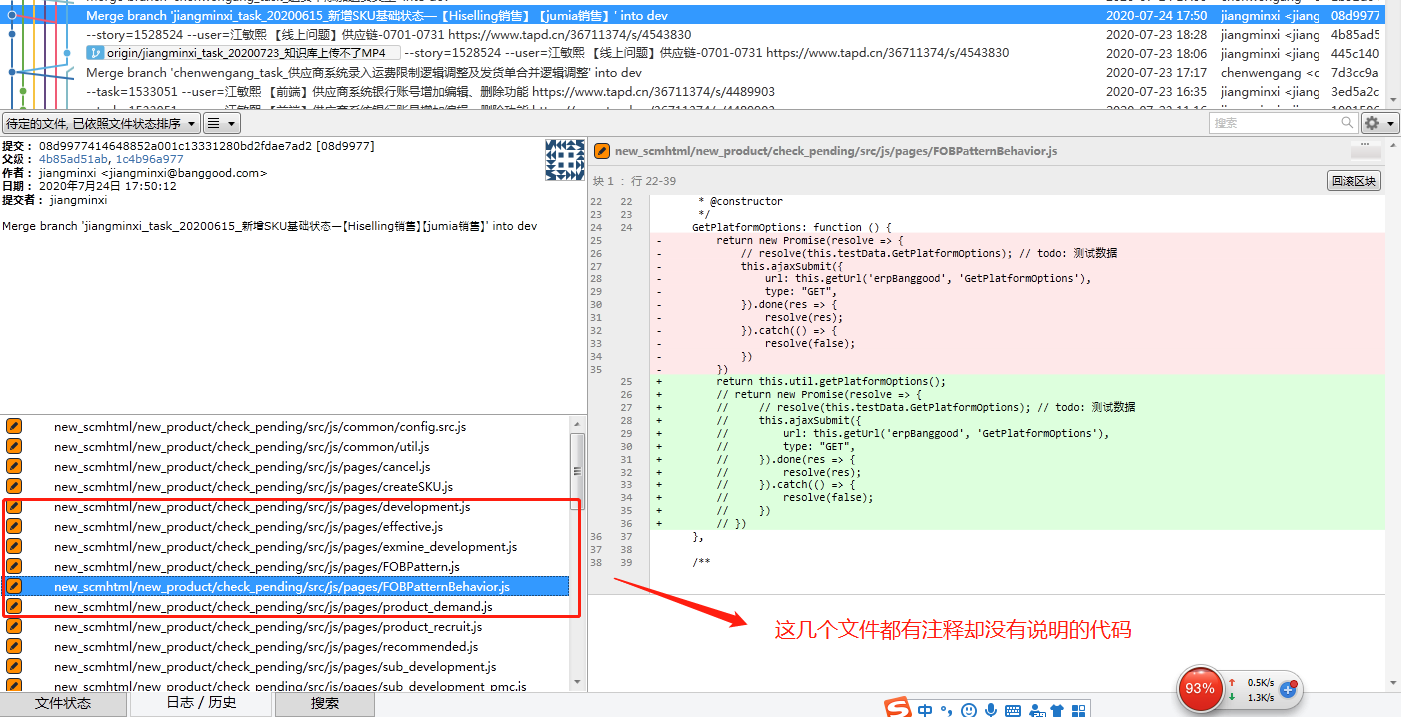 Merge branch 'jiangminxi_task_20200615_新增SKU基础状态—【Hiselling销售】【jumia销售】' into dev 2020-07-24 17:50 jiangminxi <jiang 08d9977
--story=1528524 --user=江敏熙 【线上问题】供应链-0701-0731 https://www.tapd.cn/36711374/s/4543830 2020-07-23 18:28 jiangminxi <jiang 4b85ad5
origin/jiangminxi_task_20200723_知识库上传不了MP4 --story=1528524 --user=江敏熙 【线上问题】供应链-0701-0731 https://www.tapd.cn/36711374/s/4543830 2020-07-23 18:06 jiangminxi <jiang 445c140
Merge branch 'chenwengang_task_供应商系统录入运费限制逻辑调整及发货单合并逻辑调整' into dev 2020-07-23 17:17 chenwengang <c 7d3cc9a
--task=1533051 --user=江敏熙 【前端】供应商系统银行账号增加编辑、删除功能 https://www.tapd.cn/36711374/s/4489903 2020-07-23 16:35 jiangminxi <jiang 3ed5a2c
待定的文件, 已依照文件状态排序
搜索
提交： 08d9977414648852a001c13331280bd2fdae7ad2 [08d9977]
父级： 4b85ad51ab, 1c4b96a977
作者： jiangminxi <jiangminxi@banggood.com>
日期： 2020年7月24日 17:50:12
提交者： jiangminxi
Merge branch 'jiangminxi_task_20200615_新增SKU基础状态—【Hiselling销售】【jumia销售】' into dev
new_scmhtml/new_product/check_pending/src/js/common/config.src.js
new_scmhtml/new_product/check_pending/src/js/common/util.js
new_scmhtml/new_product/check_pending/src/js/pages/cancel.js
new_scmhtml/new_product/check_pending/src/js/pages/createSKU.js
new_scmhtml/new_product/check_pending/src/js/pages/development.js
new_scmhtml/new_product/check_pending/src/js/pages/effective.js
new_scmhtml/new_product/check_pending/src/js/pages/exmine_development.js
new_scmhtml/new_product/check_pending/src/js/pages/FOBPattern.js
new_scmhtml/new_product/check_pending/src/js/pages/FOBPatternBehavior.js
new_scmhtml/new_product/check_pending/src/js/pages/product_demand.js
new_scmhtml/new_product/check_pending/src/js/pages/product_recruit.js
new_scmhtml/new_product/check_pending/src/js/pages/recommended.js
new_scmhtml/new_product/check_pending/src/js/pages/sub_development.js
new_scmhtml/new_product/check_pending/src/js/pages/sub_development_pmc.js
new_scmhtml/new_product/check_pending/src/js/pages/FOBPatternBehavior.js
块 1 ：行 22-39
回滚区块
22 22 * @constructor
23 23 */
24 24 GetPlatformOptions: function () {
25 - return new Promise(resolve => {
26 - // resolve(this.testData.GetPlatformOptions); // todo: 测试数据
27 - this.ajaxSubmit({
28 - url: this.getUrl('erpBanggood', 'GetPlatformOptions'),
29 - type: "GET",
30 - }).done(res => {
31 - resolve(res);
32 - }).catch(() => {
33 - resolve(false);
34 - })
35 - })
25 + return this.util.getPlatformOptions();
26 + // return new Promise(resolve => {
27 + // // resolve(this.testData.GetPlatformOptions); // todo: 测试数据
28 + // this.ajaxSubmit({
29 + // url: this.getUrl('erpBanggood', 'GetPlatformOptions'),
30 + // type: "GET",
31 + // }).done(res => {
32 + // resolve(res);
33 + // }).catch(() => {
34 + // resolve(false);
35 + // })
36 + // })
36 37 },
37 38
38 39 /**
这几个文件都有注释却没有说明的代码
文件状态
日志 / 历史
搜索
93%
0.5K/s
1.3K/s
S 中